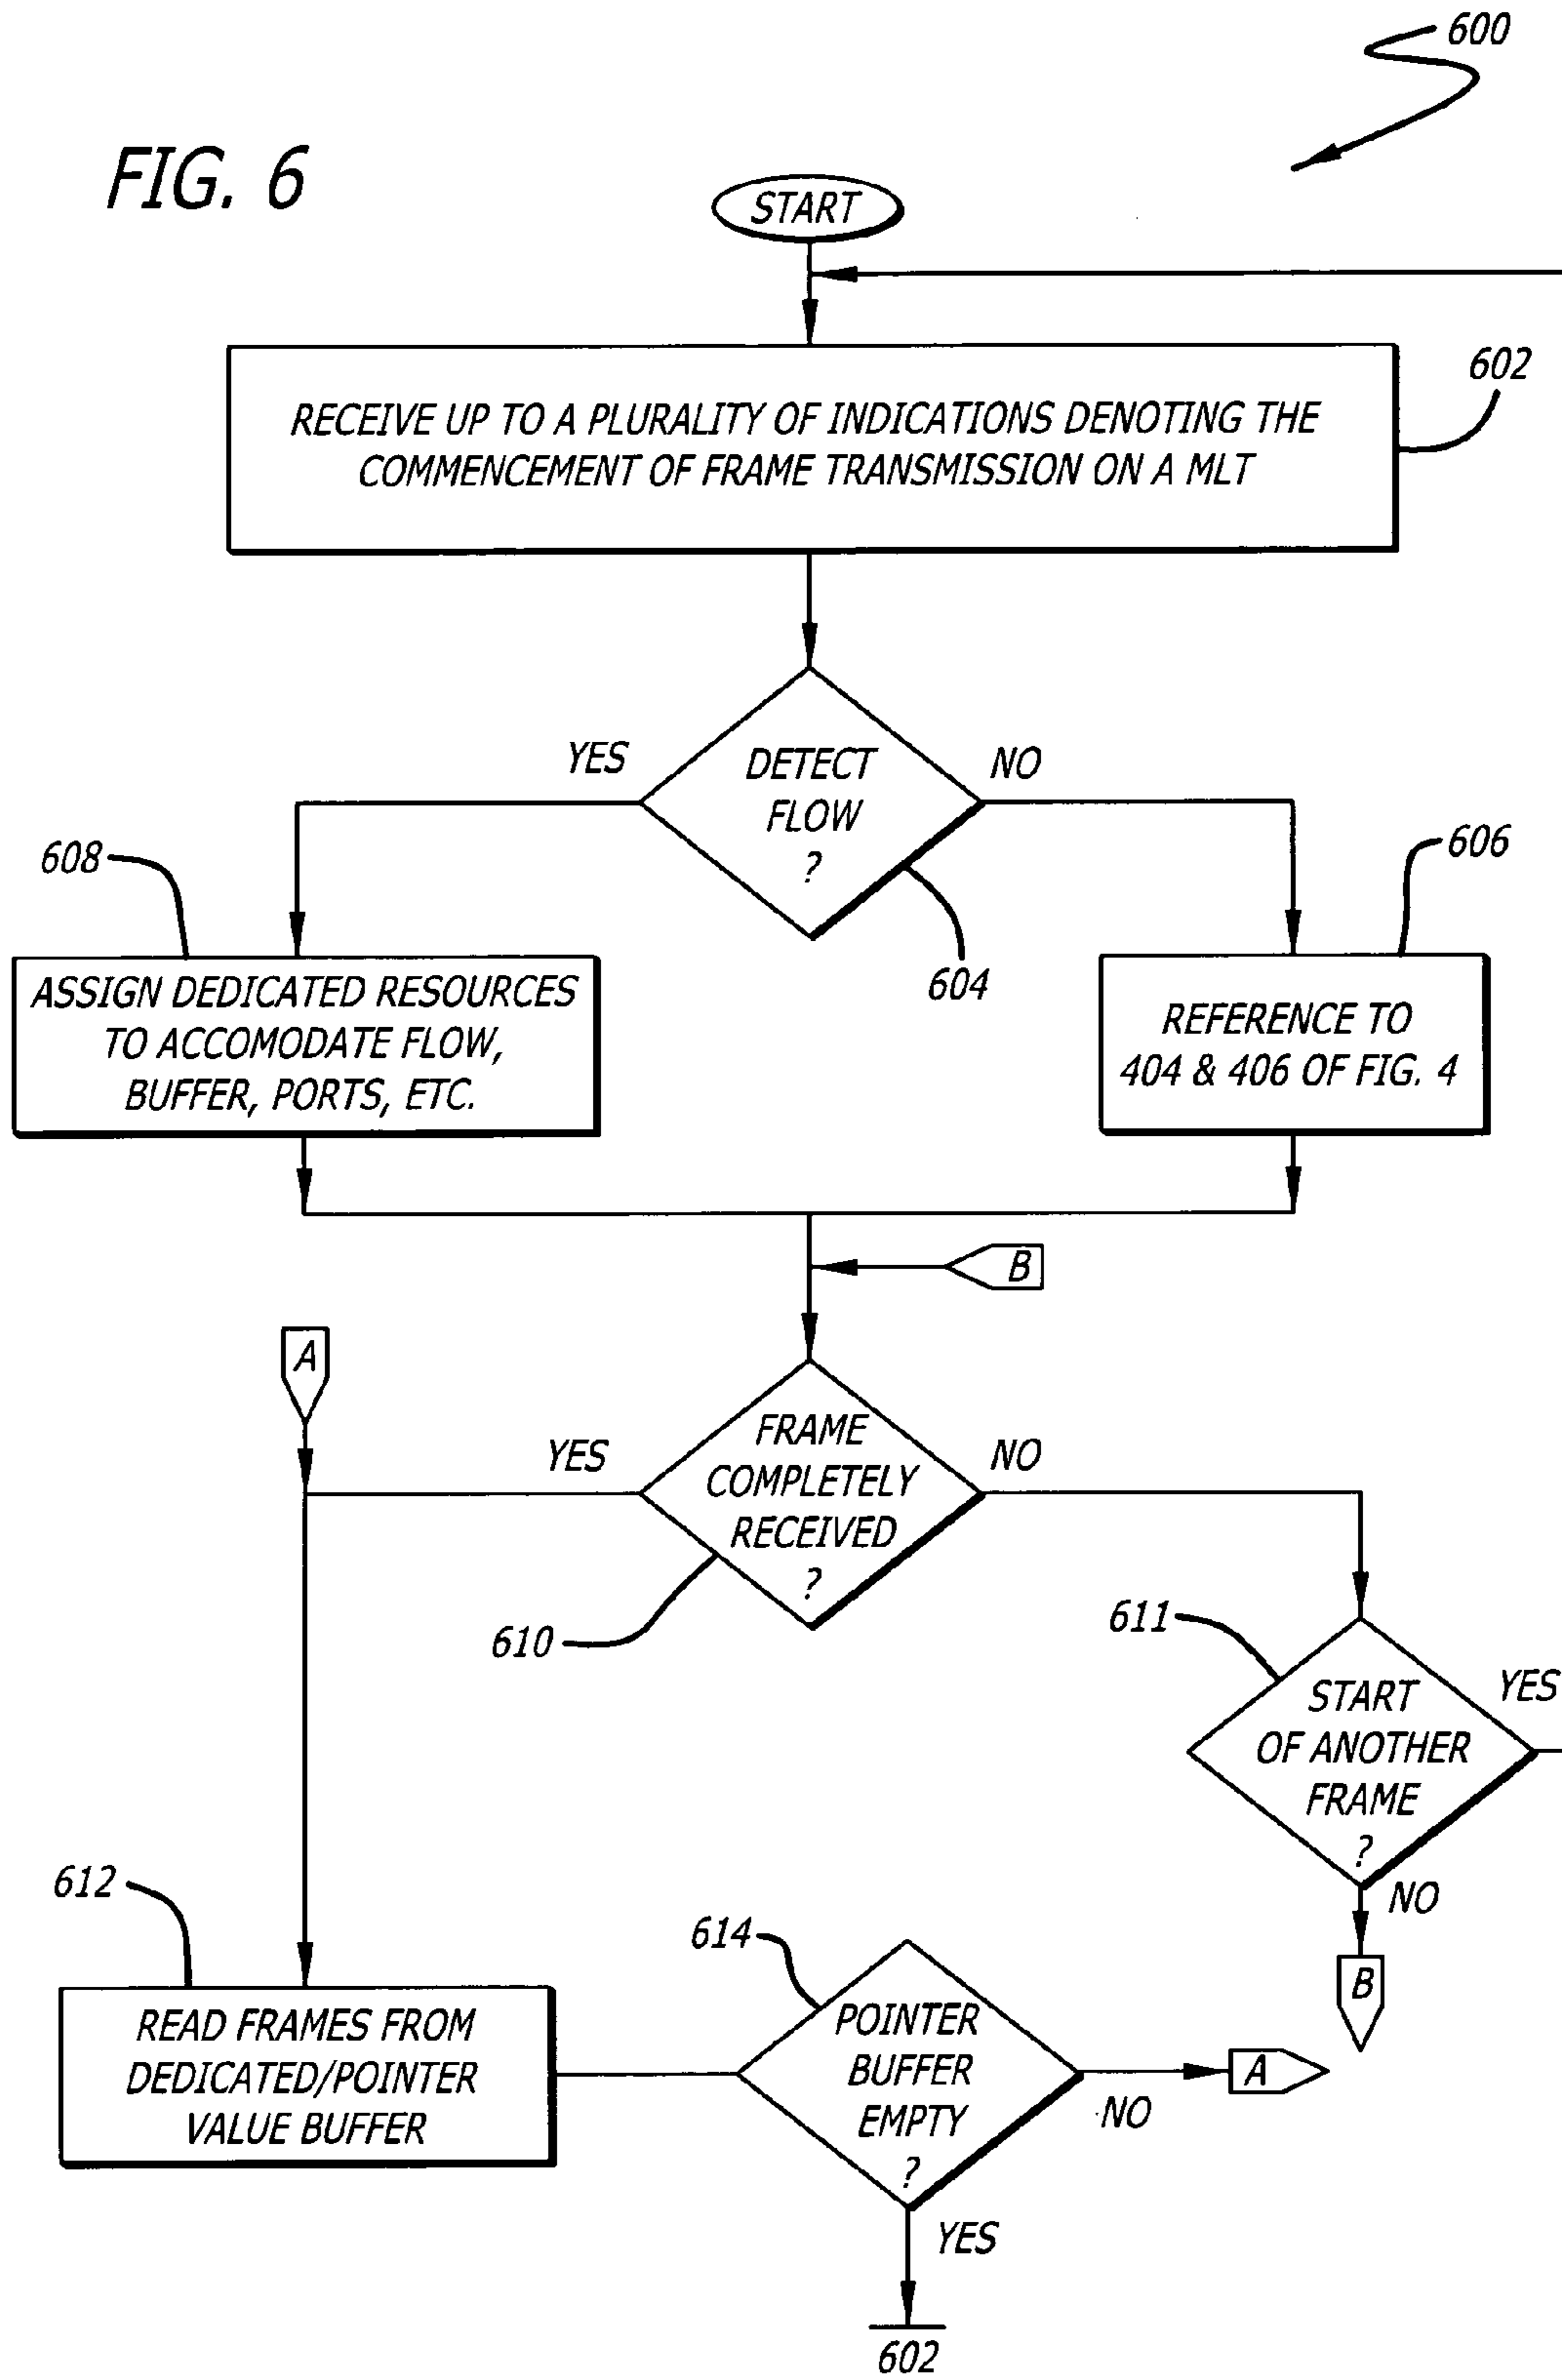 600
FIG. 6
START
602
RECEIVE UP TO A PLURALITY OF INDICATIONS DENOTING THE
COMMENCEMENT OF FRAME TRANSMISSION ON A MLT
YES
DETECT
FLOW
?
NO
608
606
604
ASSIGN DEDICATED RESOURCES
TO ACCOMODATE FLOW,
BUFFER, PORTS, ETC.
REFERENCE TO
404 & 406 OF FIG. 4
B
A
YES
FRAME
COMPLETELY
RECEIVED
?
NO
610
611
START
OF ANOTHER
FRAME
?
YES
NO
B
612
614
READ FRAMES FROM
DEDICATED/POINTER
VALUE BUFFER
POINTER
BUFFER
EMPTY
?
A
NO
YES
602